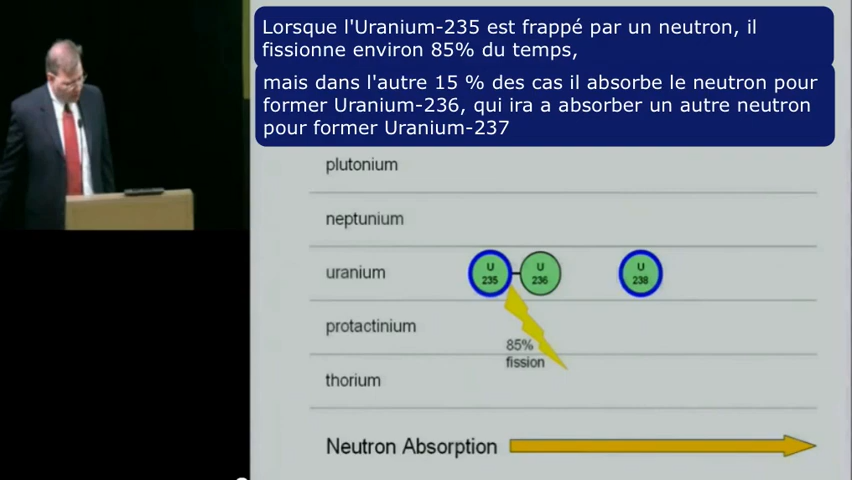 Lorsque l'Uranium-235 est frappé par un neutron, il
fissionne environ 85% du temps,
mais dans l'autre 15 % des cas il absorbe le neutron pour
former Uranium-236, qui ira a absorber un autre neutron
pour former Uranium-237
plutonium
neptunium
uranium
U
235
U
236
U
238
protactinium
85%
fission
thorium
Neutron Absorption